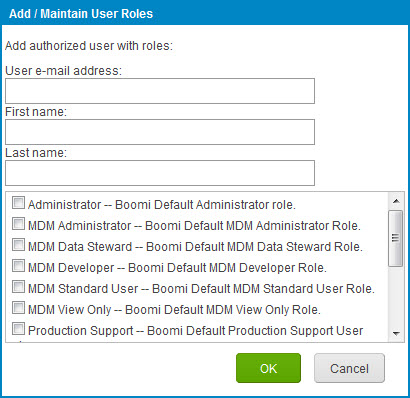 Add / Maintain User Roles
Add authorized user with roles:
User e-mail address:
First name:
Last name:
Administrator -- Boomi Default Administrator role.
MDM Administrator -- Boomi Default MDM Administrator Role.
MDM Data Steward -- Boomi Default MDM Data Steward Role.
MDM Developer -- Boomi Default MDM Developer Role.
MDM Standard User -- Boomi Default MDM Standard User Role.
MDM View Only -- Boomi Default MDM View Only Role.
Production Support -- Boomi Default Production Support User
OK
Cancel